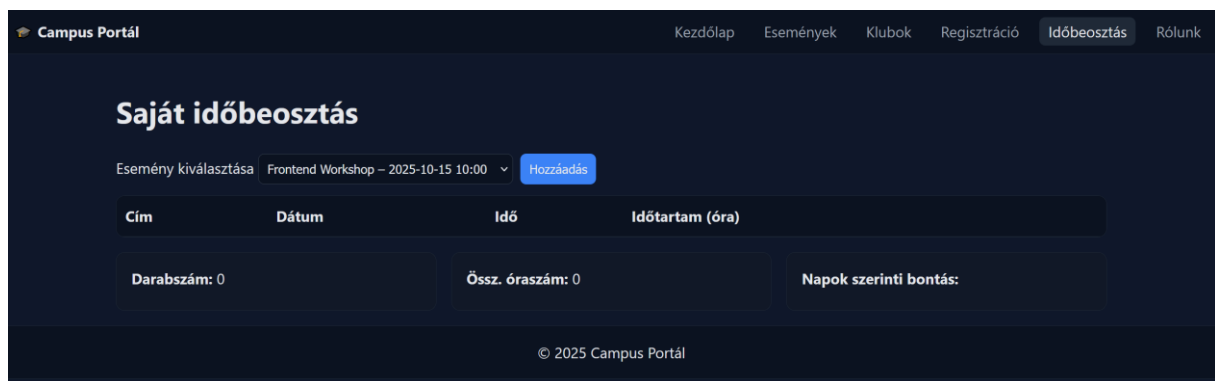 🎓 Campus Portál Kezdőlap Események Klubok Regisztráció Időbeosztás Rólunk
Saját időbeosztás
Esemény kiválasztása Frontend Workshop – 2025-10-15 10:00 Hozzáadás
Cím Dátum Idő Időtartam (óra)
Darabszám: 0 Össz. óraszám: 0 Napok szerinti bontás:
© 2025 Campus Portál